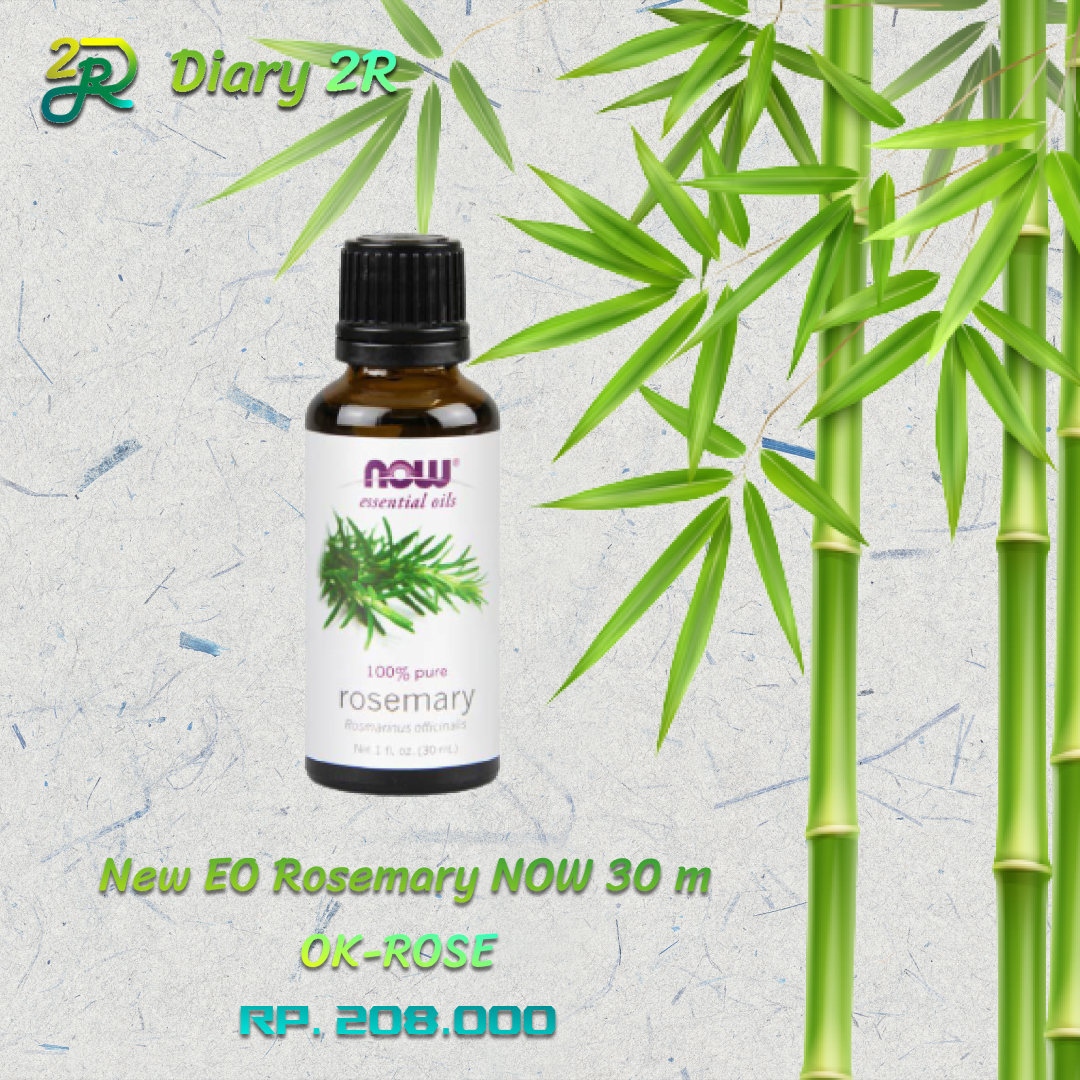 2R Diary 2R
NOW®
essential oils
100% pure
rosemary
Rosmarinus officinalis
Net 1 fl. oz. (30 mL)
New EO Rosemary NOW 30 m
OK-ROSE
RP. 208.000